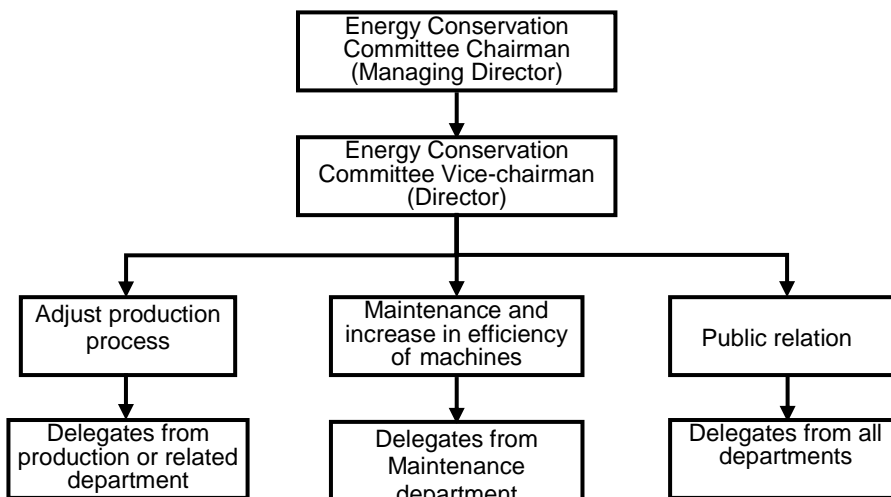 Energy Conservation
Committee Chairman
(Managing Director)
Energy Conservation
Committee Vice-chairman
(Director)
Adjust production
process
Maintenance and
increase in efficiency
of machines
Public relation
Delegates from
production or related
department
Delegates from
Maintenance
department
Delegates from all
departments